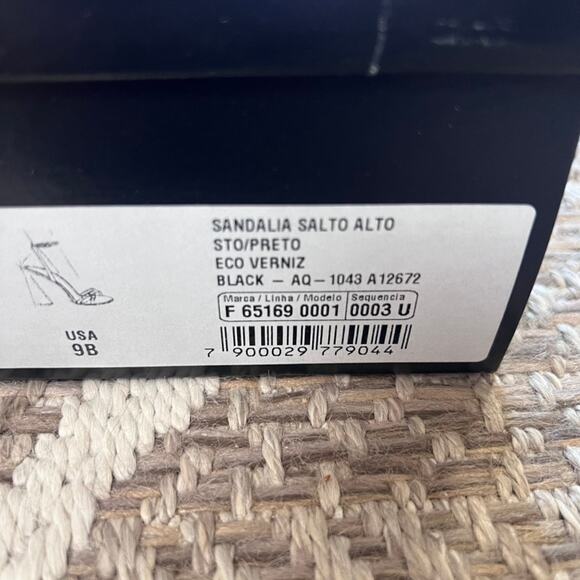 SANDALIA SALTO ALTO
STO/PRETO
ECO VERNIZ
BLACK - AQ-1043 A12672
Marca / Linha / Modelo Sequencia
F 65169 0001 0003 U
7 900029 779044
USA
9B